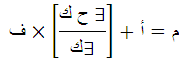 م = أ + [∃ ح ك / ∃ك] × ف